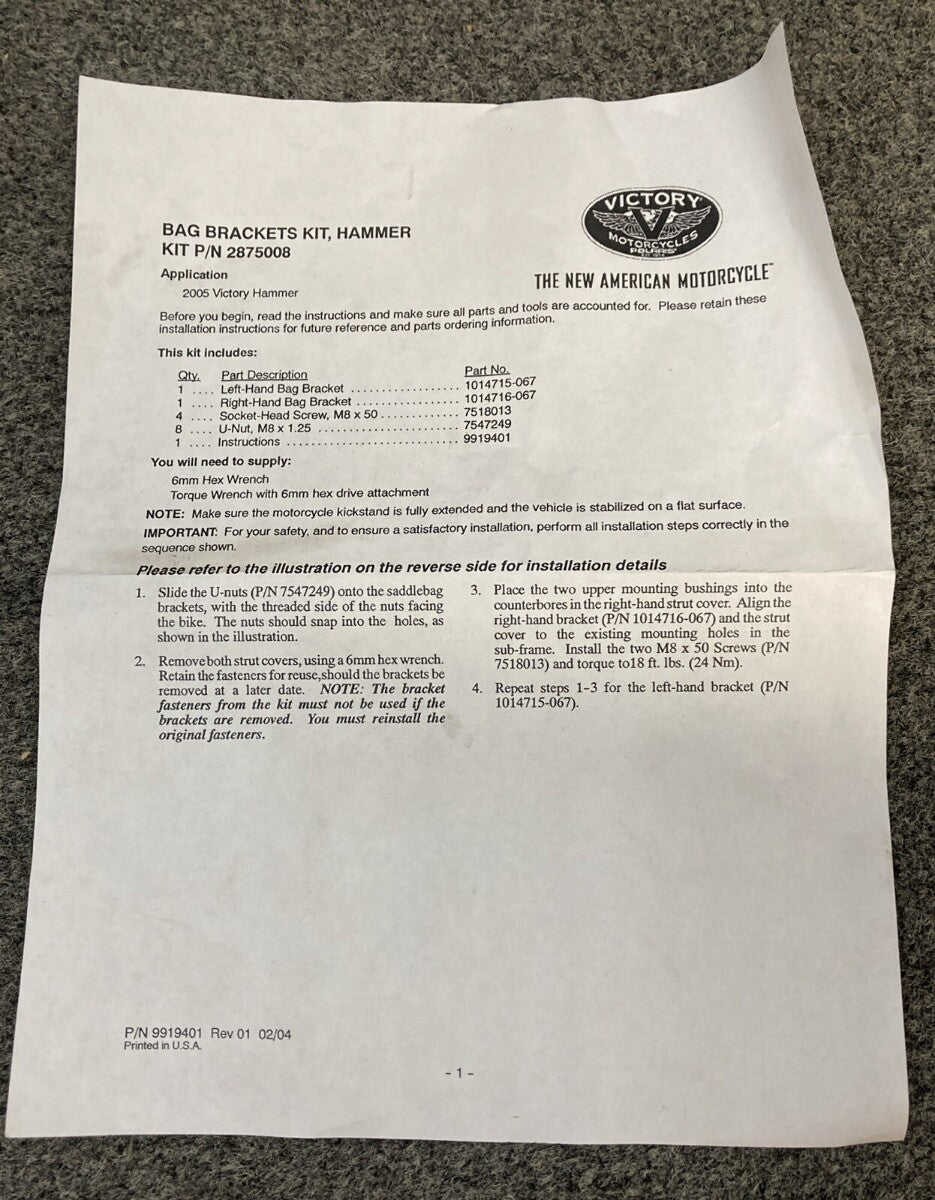 VICTORY
MOTORCYCLES
POLARIS
THE NEW AMERICAN MOTORCYCLE™
BAG BRACKETS KIT, HAMMER
KIT P/N 2875008
Application
2005 Victory Hammer
Before you begin, read the instructions and make sure all parts and tools are accounted for. Please retain these
installation instructions for future reference and parts ordering information.
This kit includes:
Qty. Part Description Part No.
1 .... Left-Hand Bag Bracket .................. 1014715-067
1 .... Right-Hand Bag Bracket ................. 1014716-067
4 .... Socket-Head Screw, M8 x 50 ............. 7518013
8 .... U-Nut, M8 x 1.25 ....................... 7547249
1 .... Instructions ............................ 9919401
You will need to supply:
6mm Hex Wrench
Torque Wrench with 6mm hex drive attachment
NOTE: Make sure the motorcycle kickstand is fully extended and the vehicle is stabilized on a flat surface.
IMPORTANT: For your safety, and to ensure a satisfactory installation, perform all installation steps correctly in the
sequence shown.
Please refer to the illustration on the reverse side for installation details
1. Slide the U-nuts (P/N 7547249) onto the saddlebag
brackets, with the threaded side of the nuts facing
the bike. The nuts should snap into the holes, as
shown in the illustration.
2. Remove both strut covers, using a 6mm hex wrench.
Retain the fasteners for reuse,should the brackets be
removed at a later date. NOTE: The bracket
fasteners from the kit must not be used if the
brackets are removed. You must reinstall the
original fasteners.
3. Place the two upper mounting bushings into the
counterbores in the right-hand strut cover. Align the
right-hand bracket (P/N 1014716-067) and the strut
cover to the existing mounting holes in the
sub-frame. Install the two M8 x 50 Screws (P/N
7518013) and torque to18 ft. lbs. (24 Nm).
4. Repeat steps 1-3 for the left-hand bracket (P/N
1014715-067).
P/N 9919401 Rev 01 02/04
Printed in U.S.A.
- 1 -